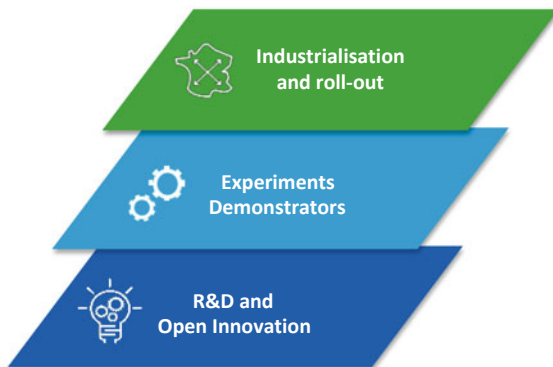 Industrialisation
and roll-out
Experiments
Demonstrators
R&D and
Open Innovation